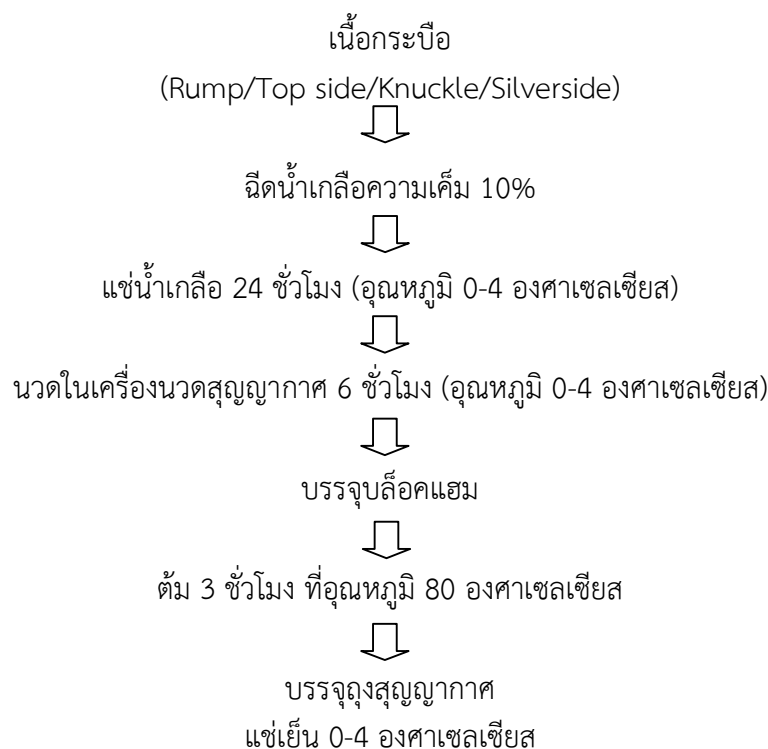 เนื้อกระบือ
(Rump/Top side/Knuckle/Silverside)
ฉีดน้ำเกลือความเค็ม 10%
แช่น้ำเกลือ 24 ชั่วโมง (อุณหภูมิ 0-4 องศาเซลเซียส)
นวดในเครื่องนวดสุญญากาศ 6 ชั่วโมง (อุณหภูมิ 0-4 องศาเซลเซียส)
บรรจุบล็อคแฮม
ต้ม 3 ชั่วโมง ที่อุณหภูมิ 80 องศาเซลเซียส
บรรจุถุงสุญญากาศ
แช่เย็น 0-4 องศาเซลเซียส